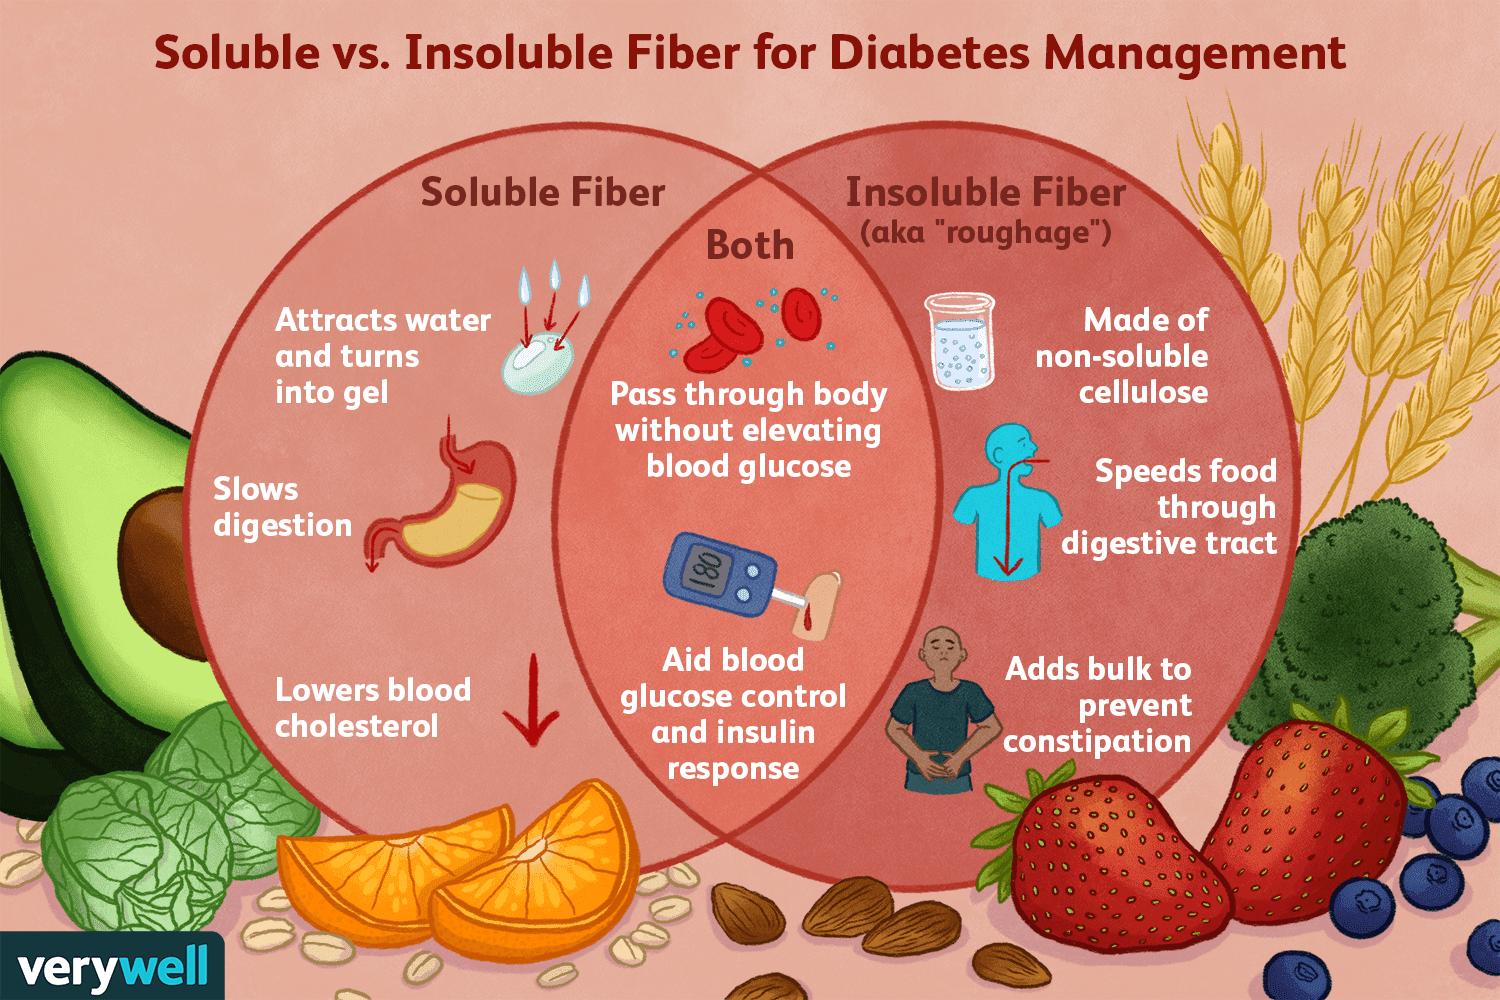 Soluble vs. Insoluble Fiber for Diabetes Management
Soluble Fiber
Attracts water
and turns
into gel
Slows
digestion
Lowers blood
cholesterol
Both
Pass through body
without elevating
blood glucose
180
Aid blood
glucose control
and insulin
response
Insoluble Fiber
(aka "roughage")
Made of
non-soluble
cellulose
Speeds food
through
digestive tract
Adds bulk to
prevent
constipation
verywell